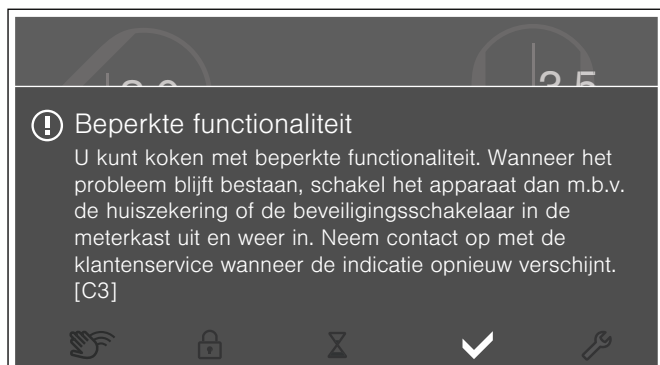 Beperkte functionaliteit
U kunt koken met beperkte functionaliteit. Wanneer het
probleem blijft bestaan, schakel het apparaat dan m.b.v.
de huiszekering of de beveiligingsschakelaar in de
meterkast uit en weer in. Neem contact op met de
klantenservice wanneer de indicatie opnieuw verschijnt.
[C3]